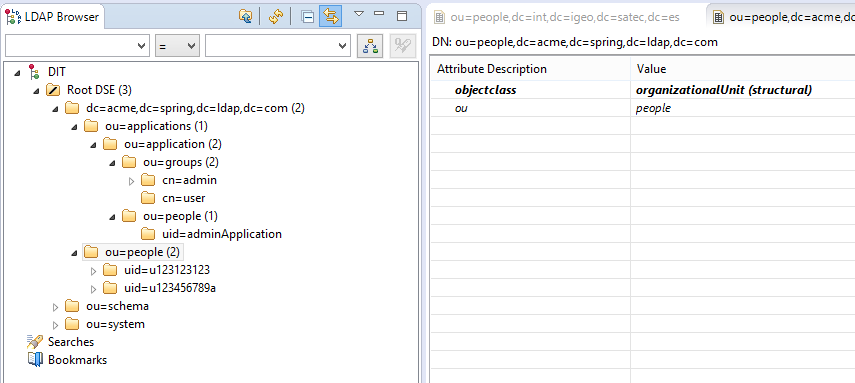 LDAP Browser
=
DIT
Root DSE (3)
dc=acme,dc=spring,dc=ldap,dc=com (2)
ou=applications (1)
ou=application (2)
ou=groups (2)
cn=admin
cn=user
ou=people (1)
uid=adminApplication
ou=people (2)
uid=u123123123
uid=u123456789a
ou=schema
ou=system
Searches
Bookmarks
ou=people,dc=int,dc=igeo,dc=satec,dc=es
ou=people,dc=acme,dc
DN: ou=people,dc=acme,dc=spring,dc=ldap,dc=com
Attribute Description Value
objectclass organizationalUnit (structural)
ou people